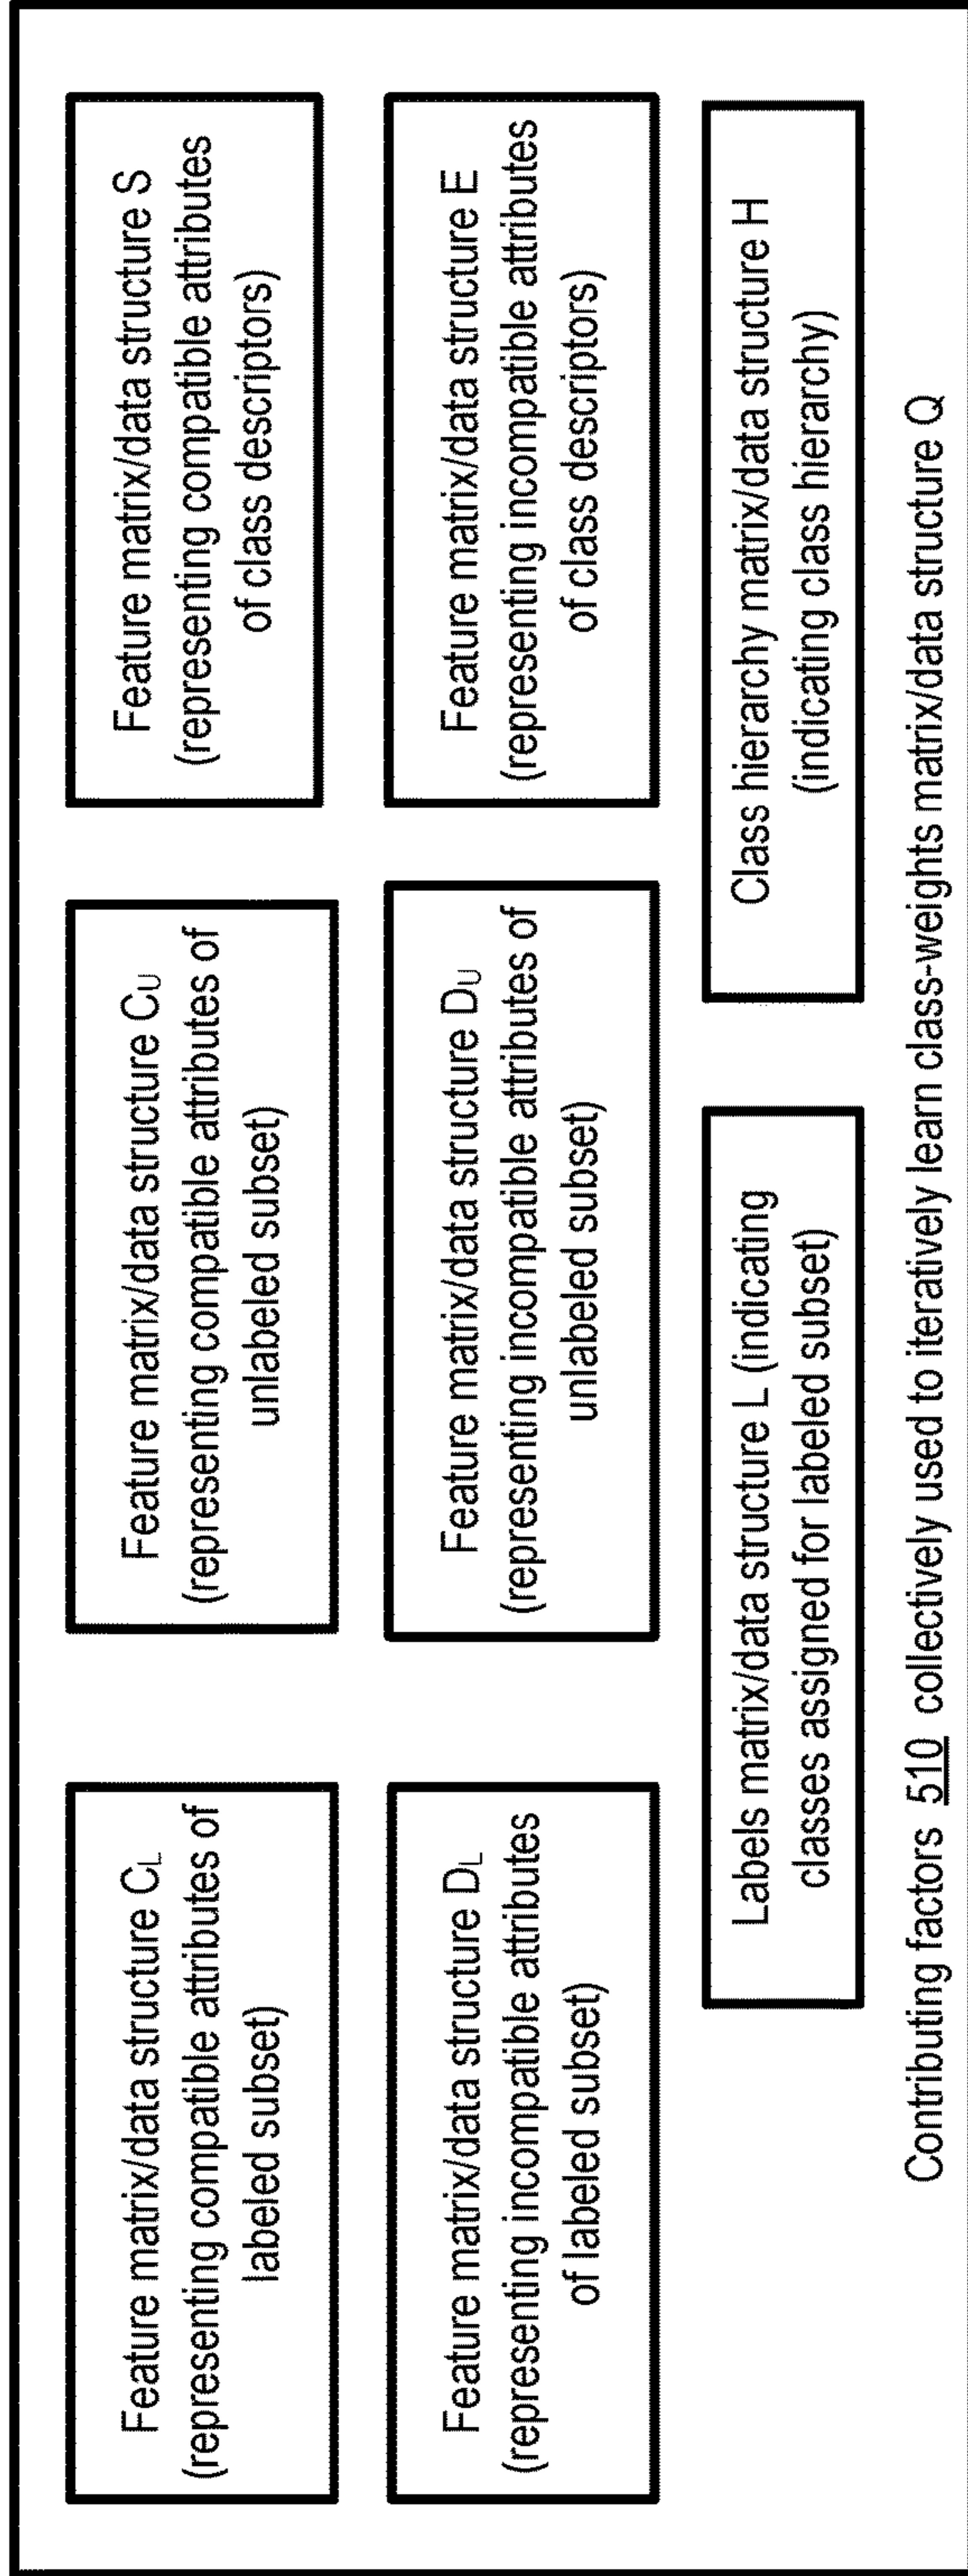 Feature matrix/data structure CL
(representing compatible attributes of
labeled subset)
Feature matrix/data structure CU
(representing compatible attributes of
unlabeled subset)
Feature matrix/data structure S
(representing compatible attributes
of class descriptors)
Feature matrix/data structure DL
(representing incompatible attributes
of labeled subset)
Feature matrix/data structure DU
(representing incompatible attributes of
unlabeled subset)
Feature matrix/data structure E
(representing incompatible attributes
of class descriptors)
Labels matrix/data structure L (indicating
classes assigned for labeled subset)
Class hierarchy matrix/data structure H
(indicating class hierarchy)
Contributing factors 510 collectively used to iteratively learn class-weights matrix/data structure Q